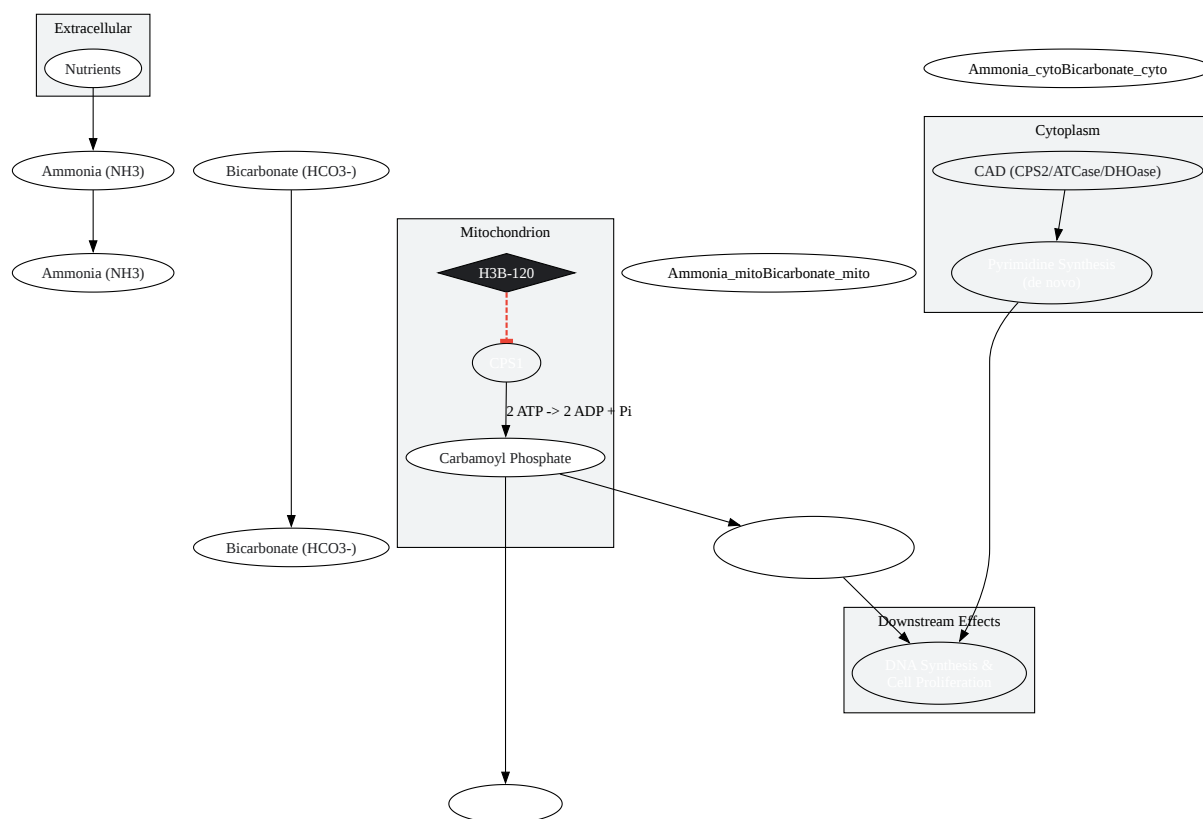 Extracellular
Nutrients
Ammonia_cytoBicarbonate_cyto
Cytoplasm
Ammonia (NH3)
Bicarbonate (HCO3-)
CAD (CPS2/ATCase/DHOase)
Mitochondrion
Ammonia (NH3)
H3B-120
Ammonia_mitoBicarbonate_mito
Pyrimidine Synthesis
(de novo)
CPS1
2 ATP -> 2 ADP + Pi
Carbamoyl Phosphate
Bicarbonate (HCO3-)
Downstream Effects
DNA Synthesis &
Cell Proliferation